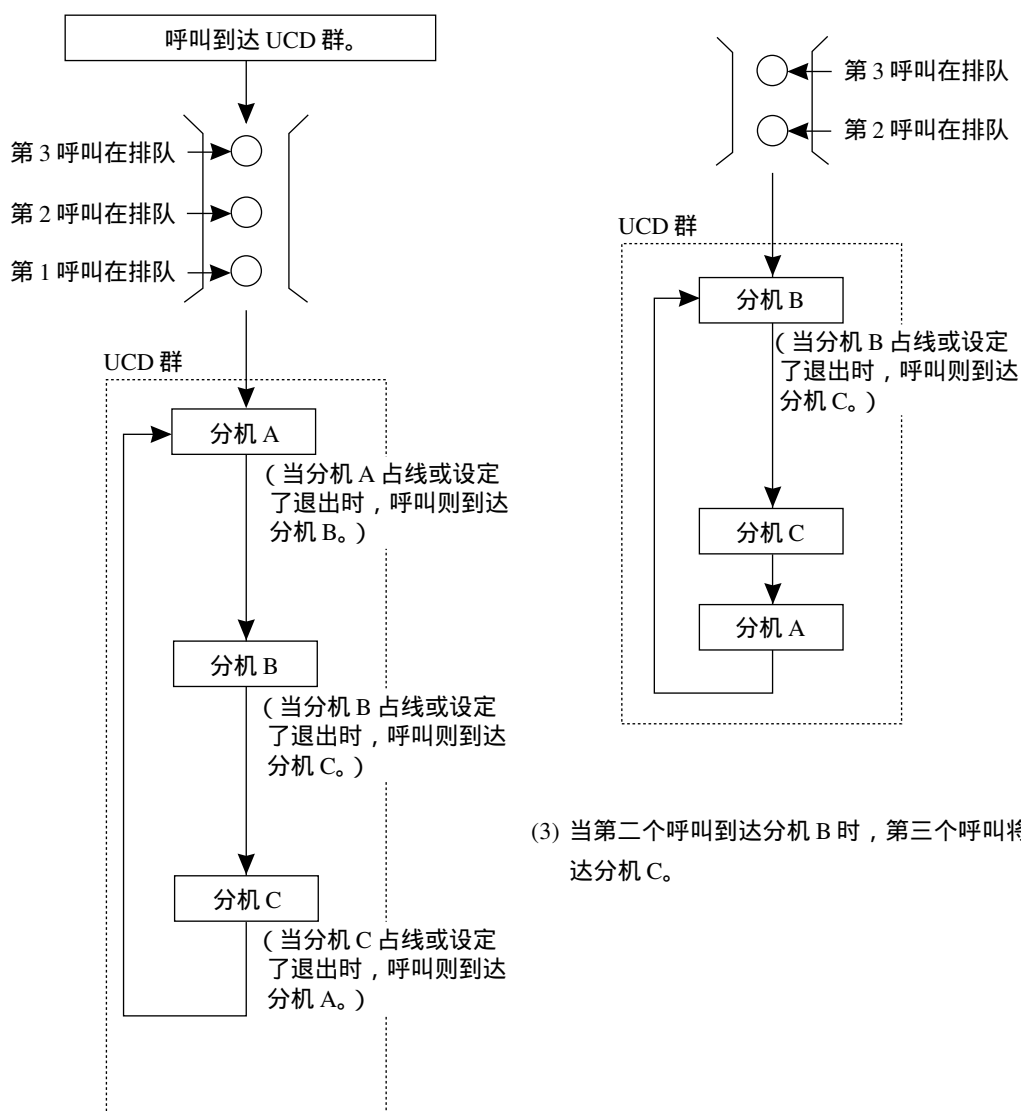 呼叫到达 UCD 群。
第 3 呼叫在排队
第 2 呼叫在排队
第 1 呼叫在排队
UCD 群
分机 A
(当分机 A 占线或设定
了退出时，呼叫则到达
分机 B。)
分机 B
(当分机 B 占线或设定
了退出时，呼叫则到达
分机 C。)
分机 C
(当分机 C 占线或设定
了退出时，呼叫则到达
分机 A。)
第 3 呼叫在排队
第 2 呼叫在排队
UCD 群
分机 B
(当分机 B 占线或设定
了退出时，呼叫则到达
分机 C。)
分机 C
分机 A
(3) 当第二个呼叫到达分机 B 时，第三个呼叫将
达分机 C。